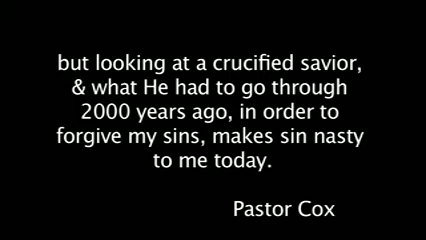 but looking at a crucified savior,
& what He had to go through
2000 years ago, in order to
forgive my sins, makes sin nasty
to me today.
Pastor Cox